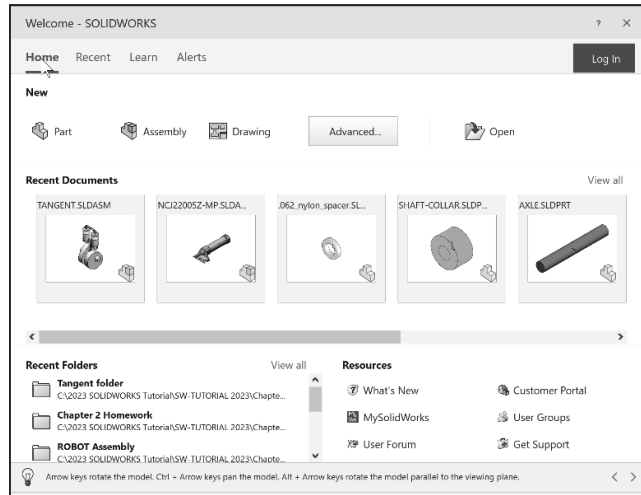 Welcome - SOLIDWORKS ?
Home Recent Learn Alerts Log In
New
Part Assembly Drawing Advanced... Open
Recent Documents View all
TANGENT.SLDASM NCJ22005Z-MP.SLDA... .062_nylon_spacer.SL... SHAFT-COLLAR.SLDP... AXLE.SLDPRT
Recent Folders View all
Tangent folder
C:\2023 SOLIDWORKS Tutorial\SW-TUTORIAL 2023\Chapte...
Chapter 2 Homework
C:\2023 SOLIDWORKS Tutorial\SW-TUTORIAL 2023\Chapte...
ROBOT Assembly
C:\2023 SOLIDWORKS Tutorial\SW-TUTORIAL 2023\Chapte...
Resources
What's New Customer Portal
MySolidWorks User Groups
User Forum Get Support
Arrow keys rotate the model. Ctrl + Arrow keys pan the model. Alt + Arrow keys rotate the model parallel to the viewing plane.